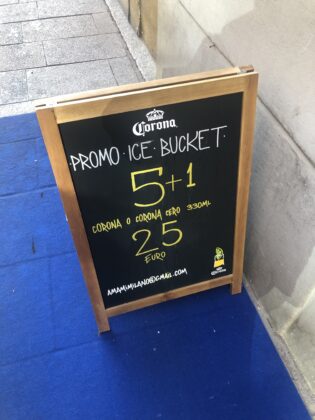 Corona
PROMO·ICE·BUCKET·
5+1
CORONA O CORONA CERO 330ML
25
EURO
AMAMIMILANO@GMAIL.COM